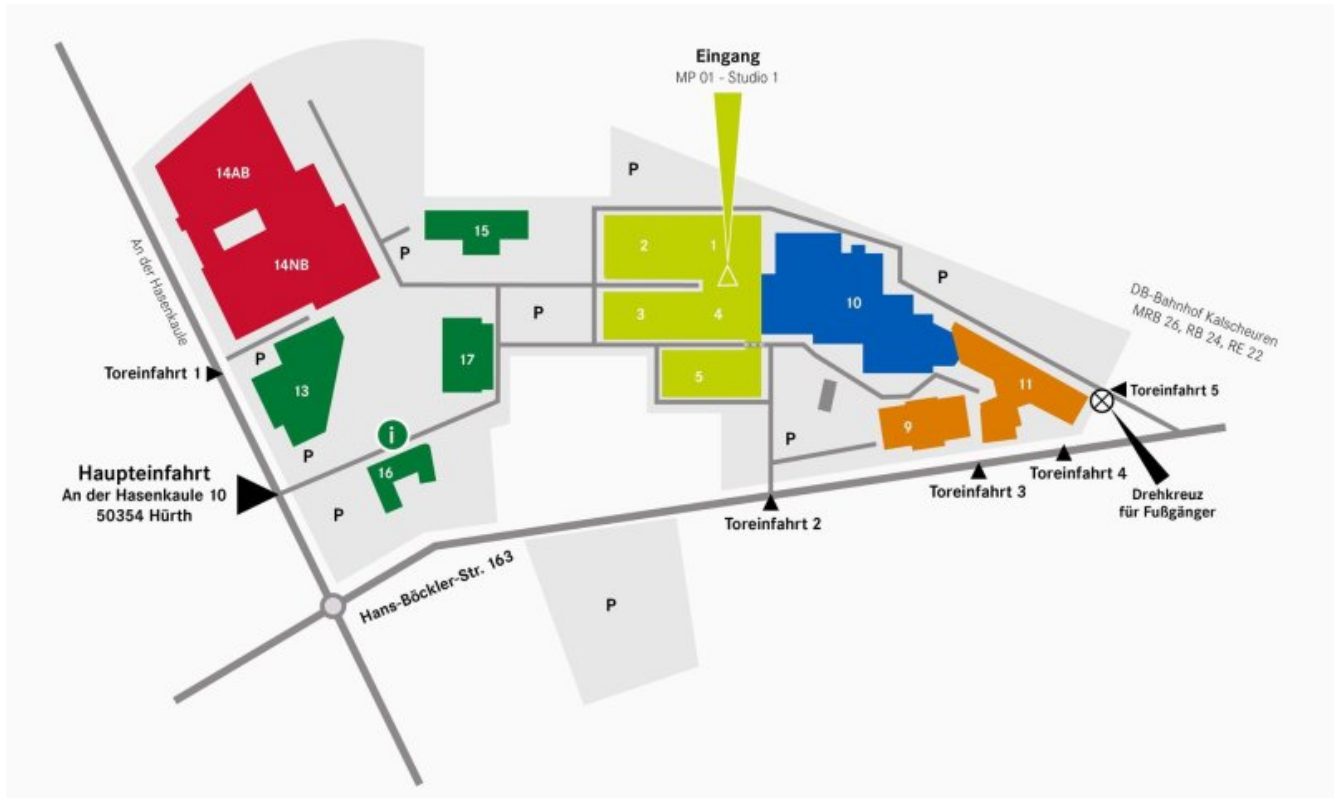 Eingang
MP 01 - Studio 1
P
14AB
15
2
1
P
14NB
An der Hasenkaule
P
10
DB-Bahnhof Kalscheuren
MRB 26, RB 24, RE 22
P
3
4
P
17
Toreinfahrt 1
13
5
11
Toreinfahrt 5
i
9
P
P
16
Haupteinfahrt
An der Hasenkaule 10
50354 Hürth
P
Toreinfahrt 4
Toreinfahrt 3
Drehkreuz
für Fußgänger
Toreinfahrt 2
Hans-Böckler-Str. 163
P